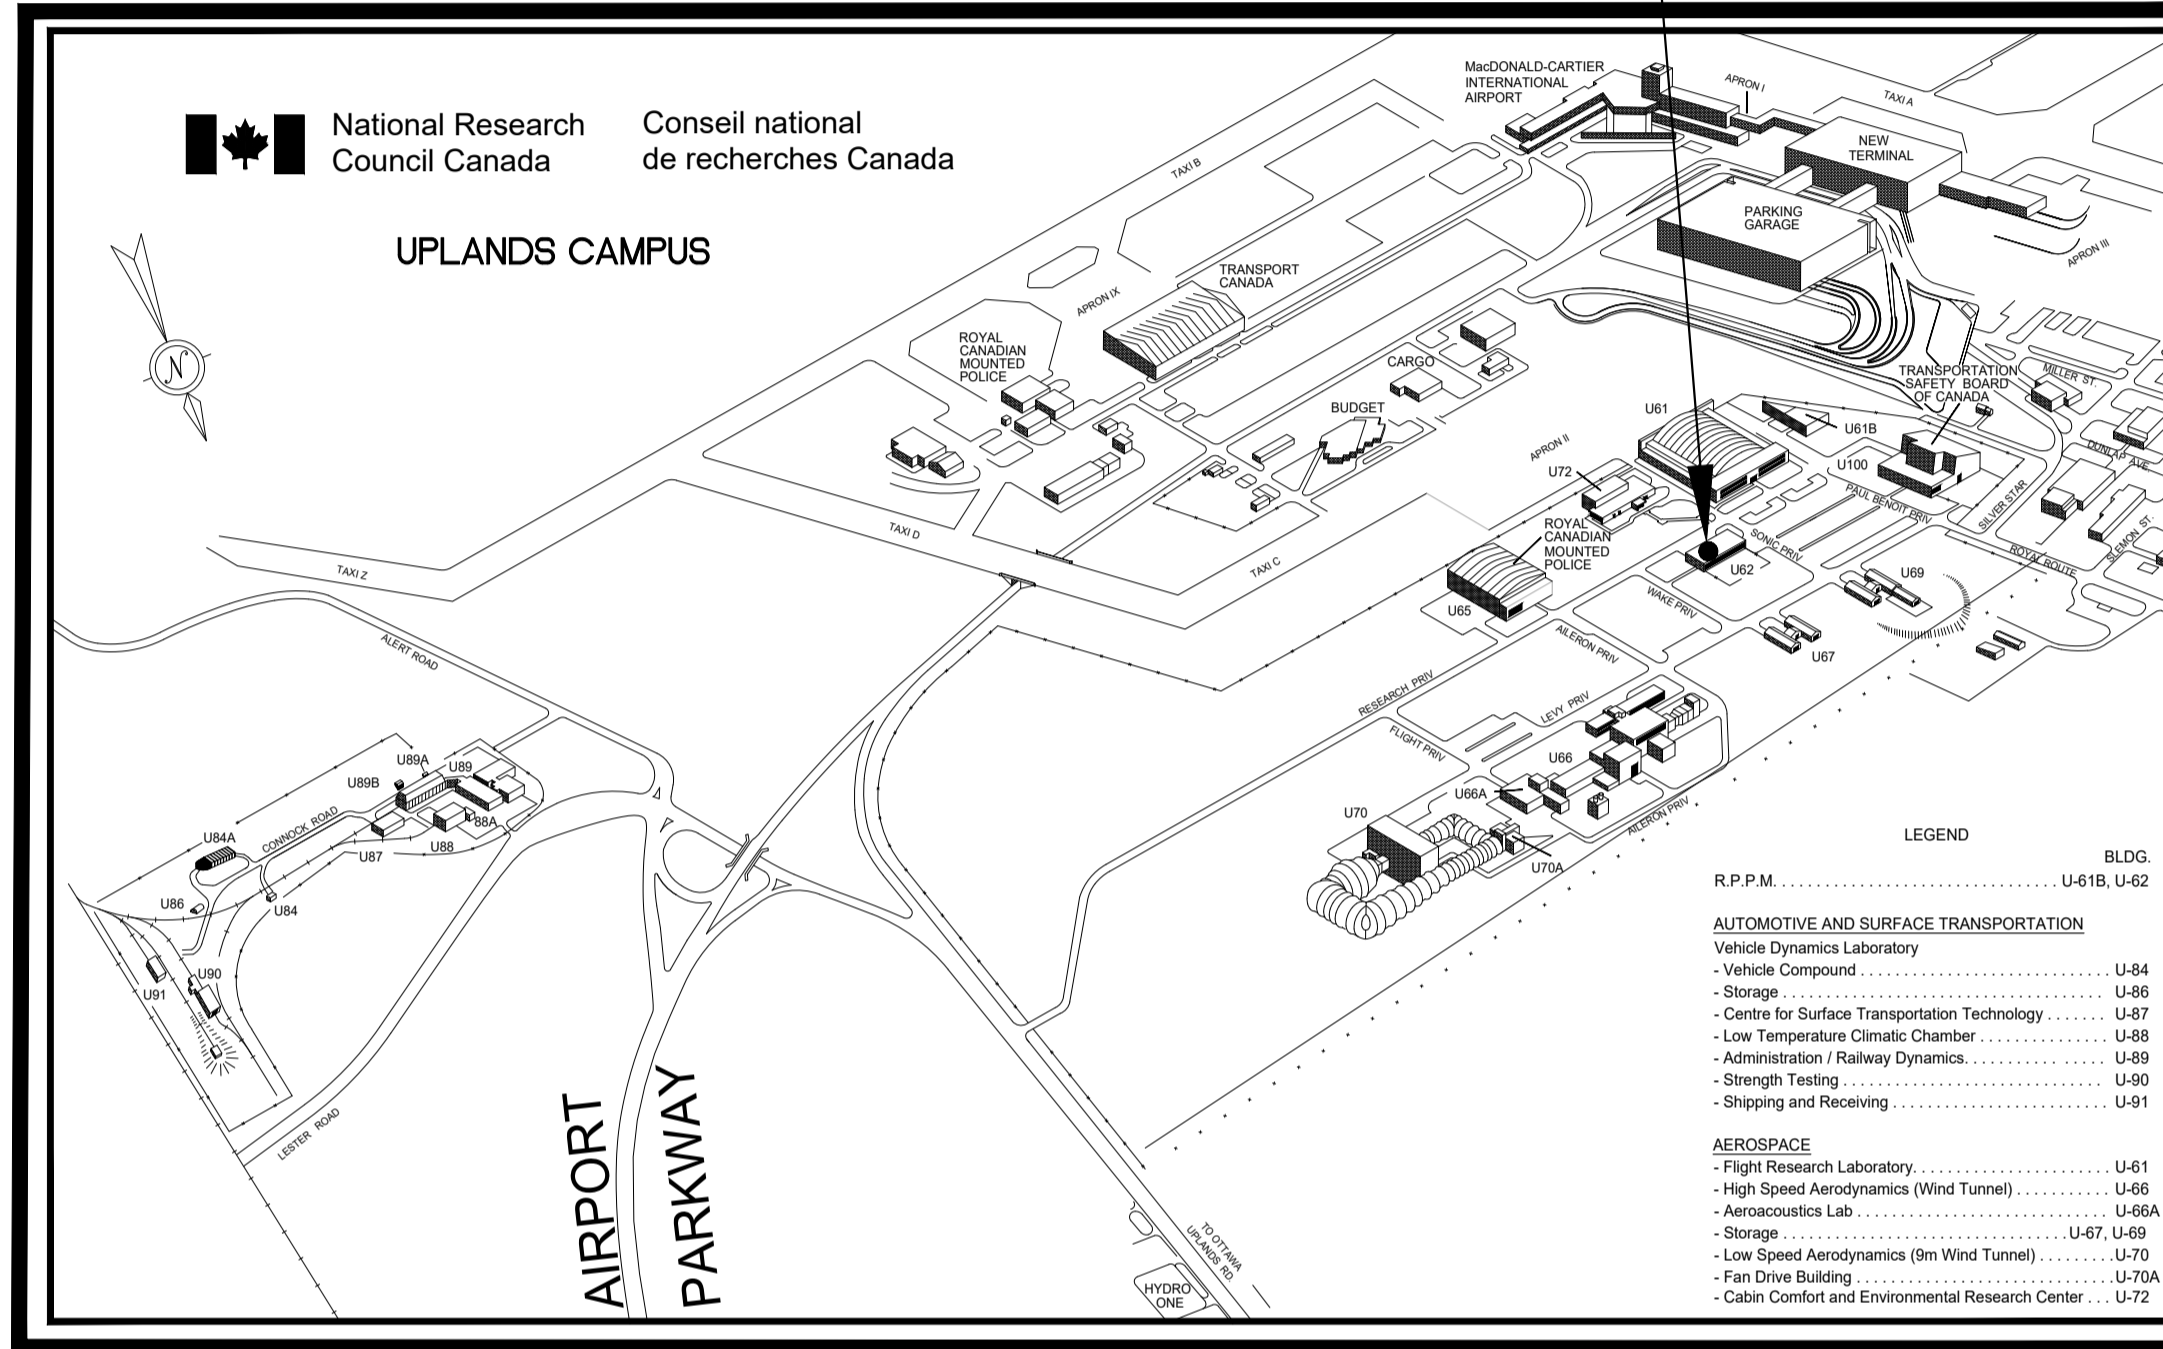 National Research
Council Canada
Conseil national
de recherches Canada
UPLANDS CAMPUS
N
MacDONALD-CARTIER
INTERNATIONAL
AIRPORT
APRON I
TAXI A
NEW
TERMINAL
PARKING
GARAGE
APRON III
TAXI B
TRANSPORT
CANADA
APRON IX
ROYAL
CANADIAN
MOUNTED
POLICE
CARGO
BUDGET
TRANSPORTATION
SAFETY BOARD
OF CANADA
MILLER ST.
U61
U61B
DUNLAP AVE.
APRON II
U72
U100
PAUL BENOIT PRIV
SILVER STAR
SLEMON ST.
ROYAL
CANADIAN
MOUNTED
POLICE
SONIC PRIV
ROYAL ROUTE
TAXI D
TAXI C
TAXI Z
U62
U69
U65
WAKE PRIV
AILERON PRIV
U67
ALERT ROAD
RESEARCH PRIV
LEVY PRIV
FLIGHT PRIV
U66
U66A
U70
AILERON PRIV
U70A
U89A
U89
U89B
88A
U84A
CONNOCK ROAD
U87
U88
U86
U84
U90
U91
LESTER ROAD
AIRPORT
PARKWAY
TO OTTAWA
UPLANDS RD.
HYDRO
ONE
LEGEND
BLDG.
R.P.P.M. . . . . . . . . . . . . . . . . . . . . . . . . . . . . . . . . U-61B, U-62
AUTOMOTIVE AND SURFACE TRANSPORTATION
Vehicle Dynamics Laboratory
- Vehicle Compound . . . . . . . . . . . . . . . . . . . . . . . . . . . . U-84
- Storage . . . . . . . . . . . . . . . . . . . . . . . . . . . . . . . . . . . . U-86
- Centre for Surface Transportation Technology . . . . . . . U-87
- Low Temperature Climatic Chamber . . . . . . . . . . . . . . . U-88
- Administration / Railway Dynamics. . . . . . . . . . . . . . . . U-89
- Strength Testing . . . . . . . . . . . . . . . . . . . . . . . . . . . . . U-90
- Shipping and Receiving . . . . . . . . . . . . . . . . . . . . . . . . U-91
AEROSPACE
- Flight Research Laboratory. . . . . . . . . . . . . . . . . . . . . . U-61
- High Speed Aerodynamics (Wind Tunnel) . . . . . . . . . . . U-66
- Aeroacoustics Lab . . . . . . . . . . . . . . . . . . . . . . . . . . . . U-66A
- Storage . . . . . . . . . . . . . . . . . . . . . . . . . . . . . . . . U-67, U-69
- Low Speed Aerodynamics (9m Wind Tunnel) . . . . . . . . . U-70
- Fan Drive Building . . . . . . . . . . . . . . . . . . . . . . . . . . . . . U-70A
- Cabin Comfort and Environmental Research Center . . . U-72